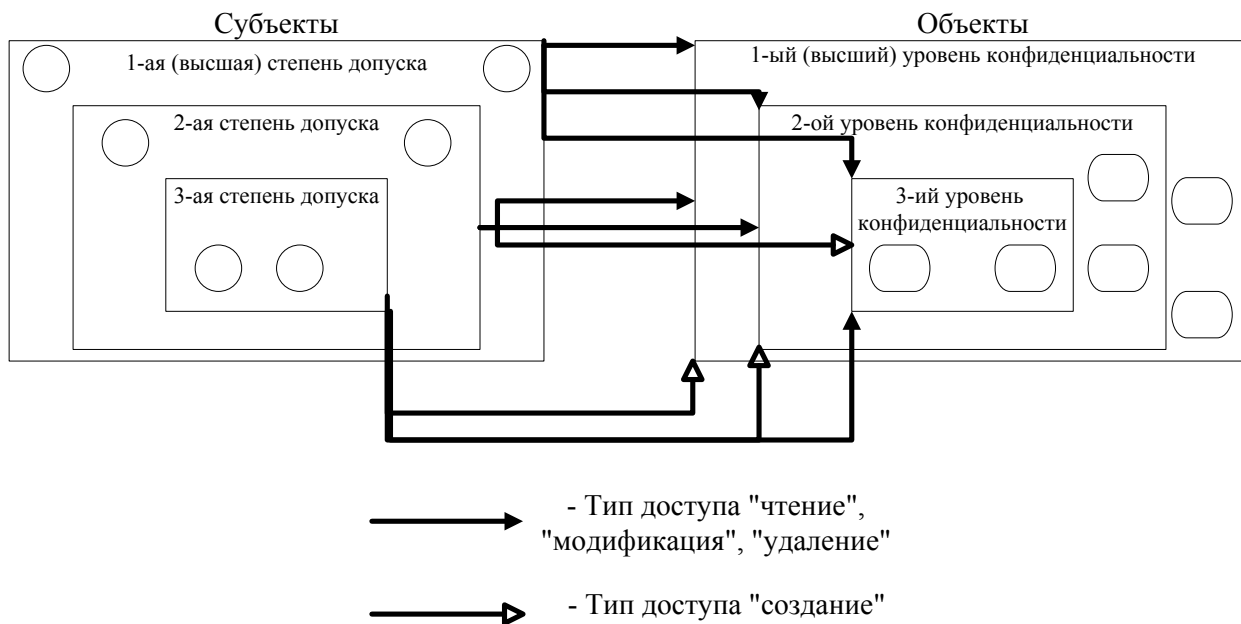 Субъекты
Объекты
1-ая (высшая) степень допуска
1-ый (высший) уровень конфиденциальности
2-ая степень допуска
2-ой уровень конфиденциальности
3-ая степень допуска
3-ий уровень
конфиденциальности
- Тип доступа "чтение",
"модификация", "удаление"
- Тип доступа "создание"